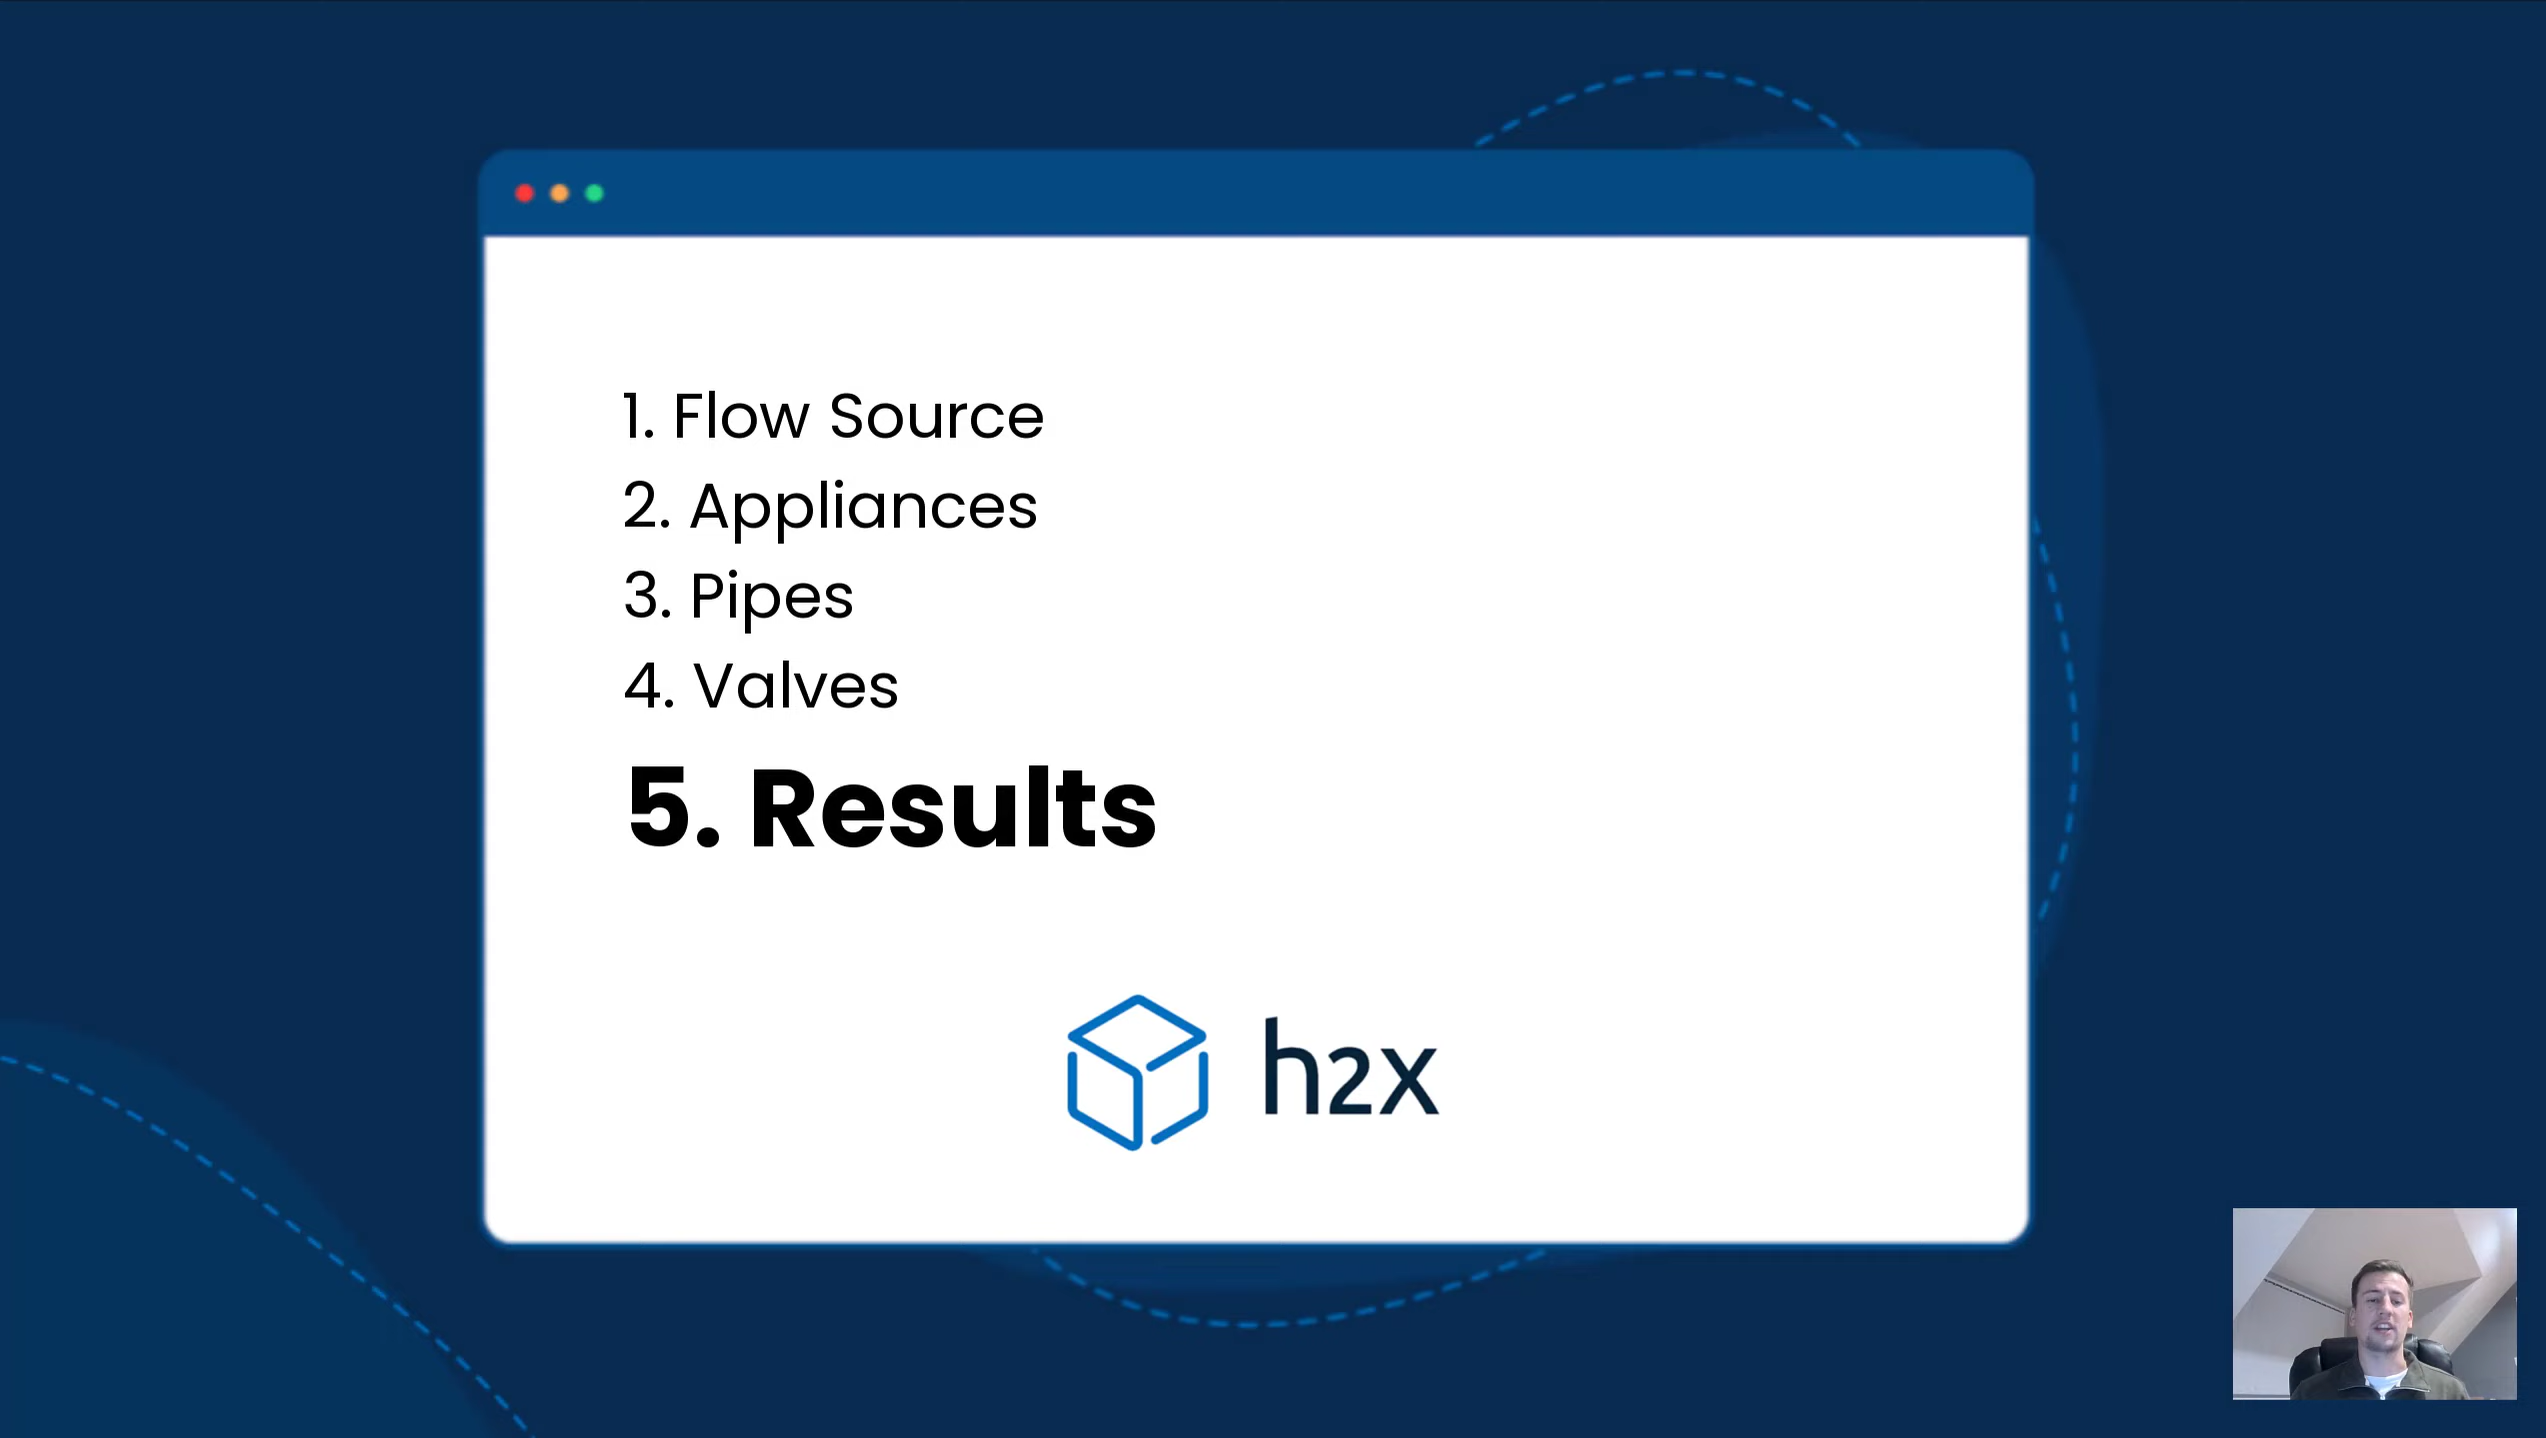 1. Flow Source
2. Appliances
3. Pipes
4. Valves
5. Results
h2x